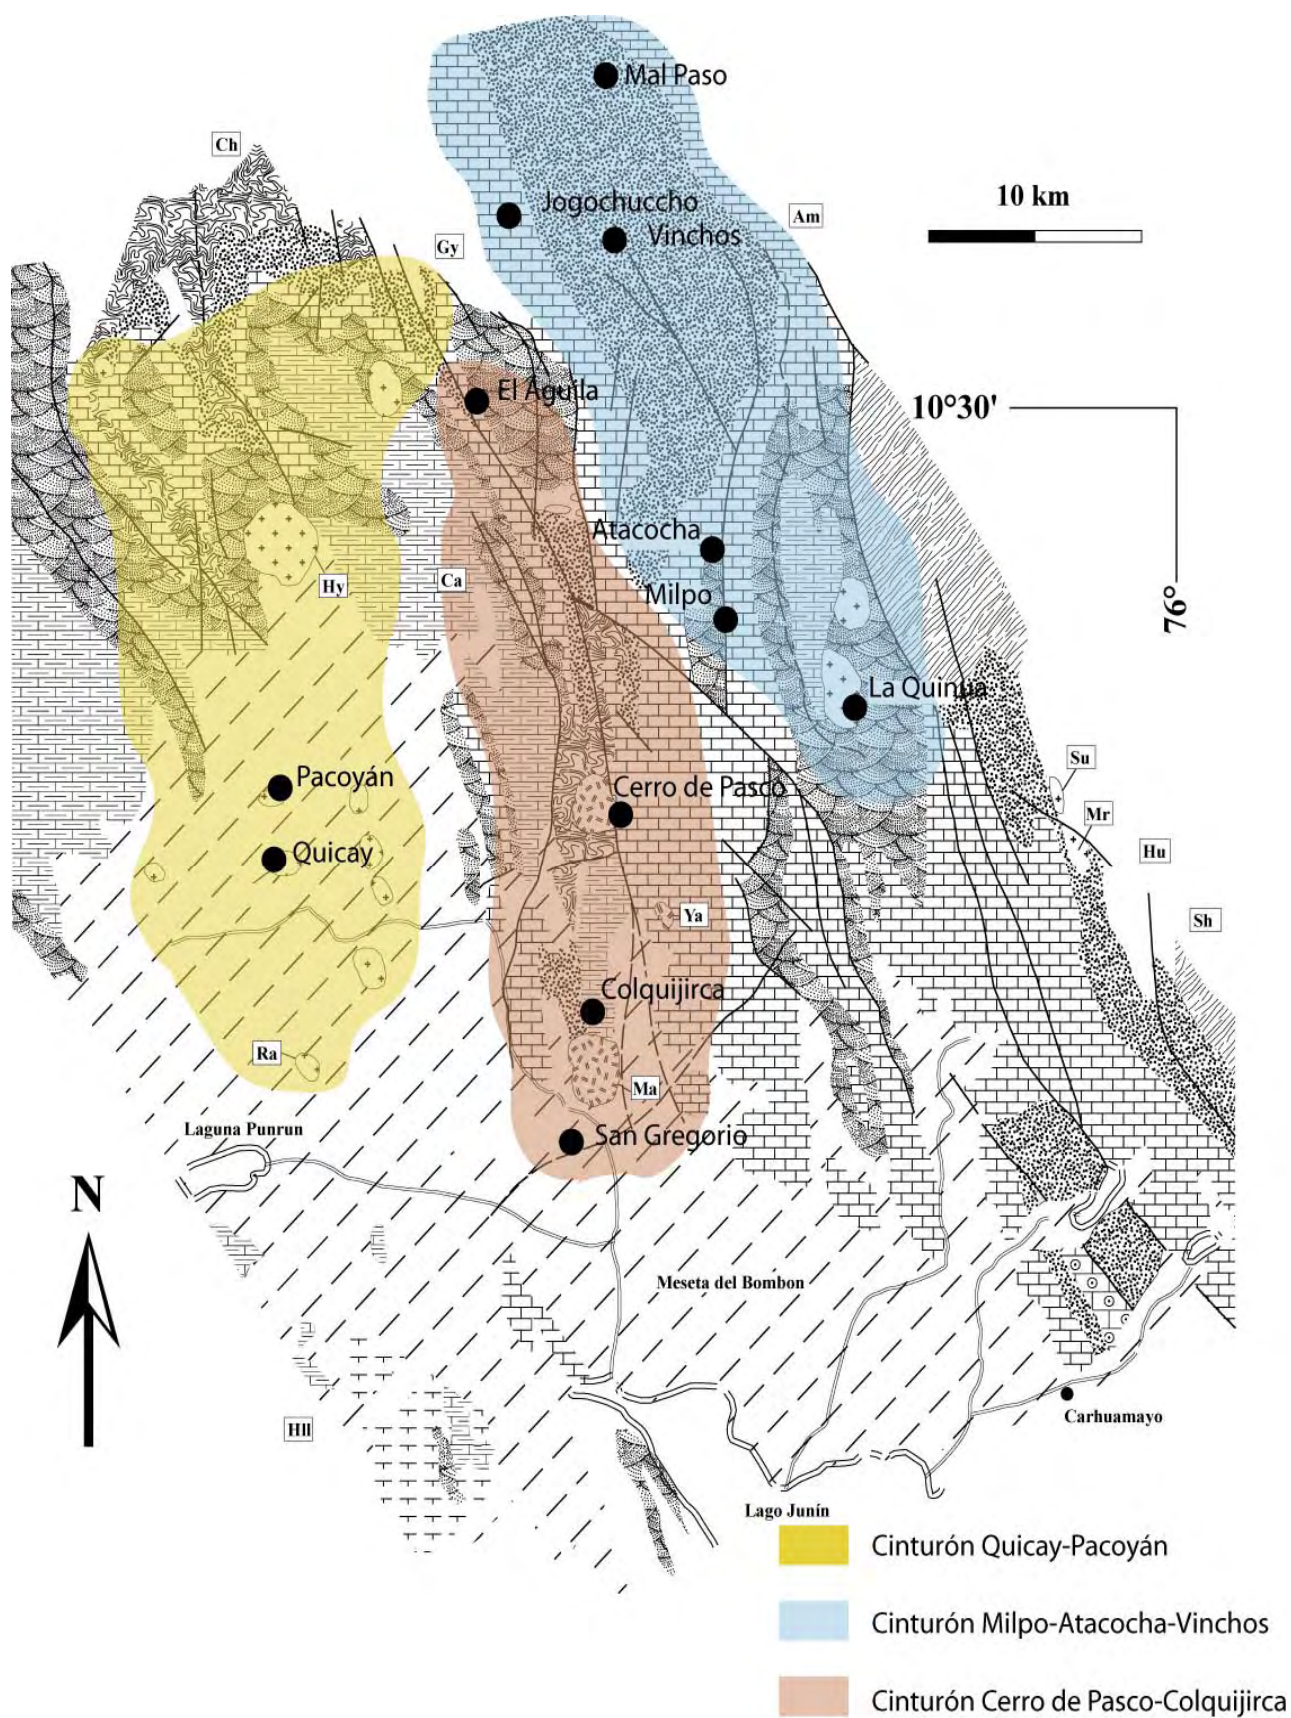 Mal Paso
Ch
10 km
Jogochuccho
Am
Vinchos
Gy
El Aguila
10°30'
Atacocha
Ca
Hy
Milpo
76°
La Quinua
Su
Pacoyán
Cerro de Pasco
Mr
Quicay
Hu
Ya
Sh
Colquijirca
Ra
Ma
Laguna Punrun
San Gregorio
N
Meseta del Bombon
Carhuamayo
Hll
Lago Junín
Cinturón Quicay-Pacoyán
Cinturón Milpo-Atacocha-Vinchos
Cinturón Cerro de Pasco-Colquijirca